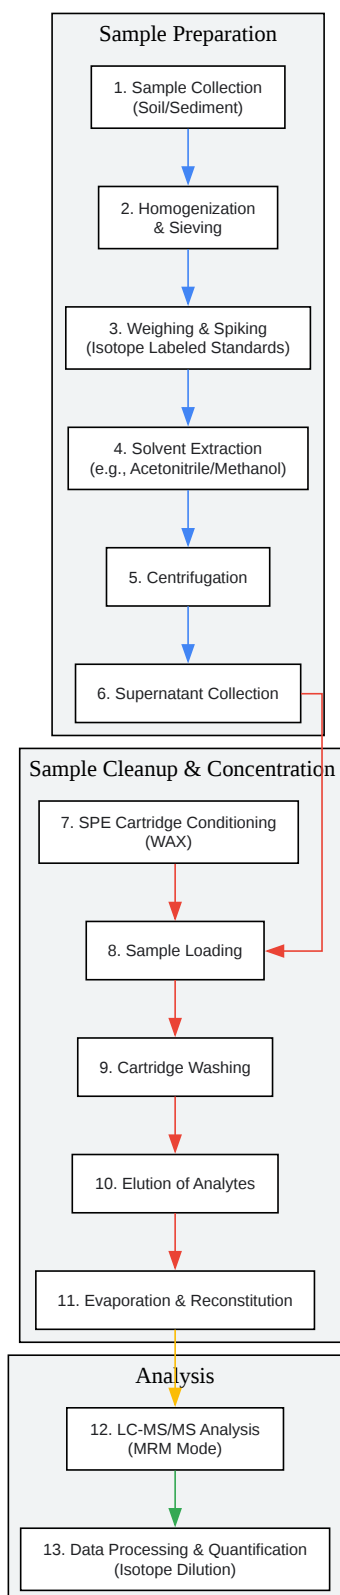 Sample Preparation
1. Sample Collection
(Soil/Sediment)
2. Homogenization
& Sieving
3. Weighing & Spiking
(Isotope Labeled Standards)
4. Solvent Extraction
(e.g., Acetonitrile/Methanol)
5. Centrifugation
6. Supernatant Collection
Sample Cleanup & Concentration
7. SPE Cartridge Conditioning
(WAX)
8. Sample Loading
9. Cartridge Washing
10. Elution of Analytes
11. Evaporation & Reconstitution
Analysis
12. LC-MS/MS Analysis
(MRM Mode)
13. Data Processing & Quantification
(Isotope Dilution)